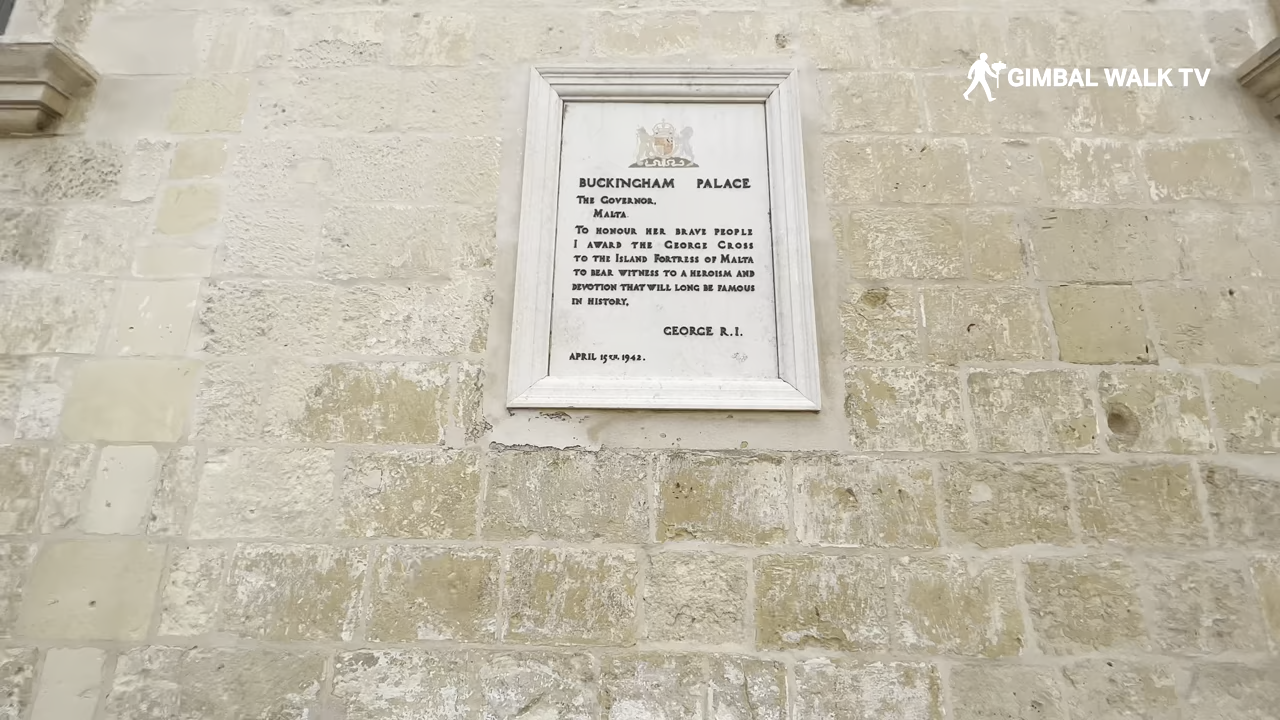 GIMBAL WALK TV
BUCKINGHAM PALACE
THE GOVERNOR,
MALTA
TO HONOUR HER BRAVE PEOPLE
I AWARD THE GEORGE CROSS
TO THE ISLAND FORTRESS OF MALTA
TO BEAR WITNESS TO A HEROISM AND
DEVOTION THAT WILL LONG BE FAMOUS
IN HISTORY,
GEORGE R.I.
APRIL 15TH. 1942.